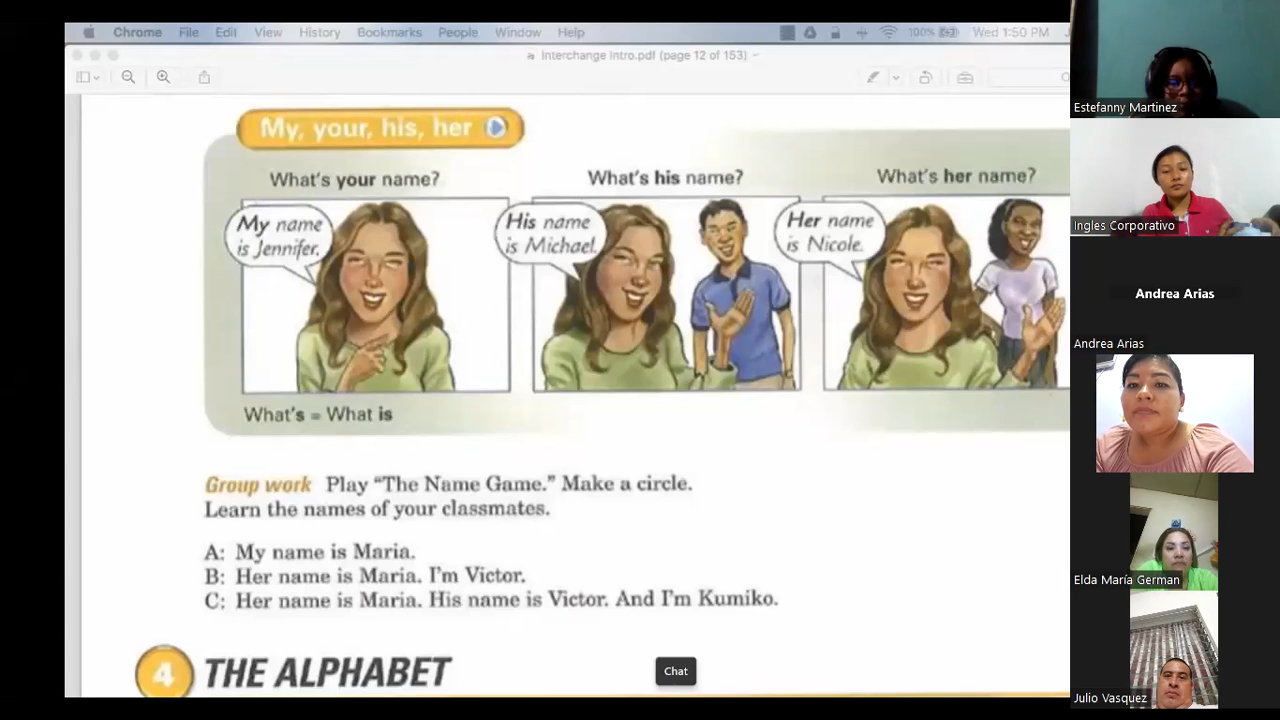 Chrome File Edit View History Bookmarks People Window Help 100% Wed 1:50 PM
Interchange Intro.pdf (page 12 of 153)
My, your, his, her
What's your name?
My name
is Jennifer.
What's his name?
His name
is Michael.
What's her name?
Her name
is Nicole.
What's = What is
Group work Play “The Name Game.” Make a circle.
Learn the names of your classmates.
A: My name is Maria.
B: Her name is Maria. I'm Victor.
C: Her name is Maria. His name is Victor. And I'm Kumiko.
4 THE ALPHABET
Chat
Estefanny Martinez
Ingles Corporativo
Andrea Arias
Andrea Arias
Elda María German
Julio Vasquez